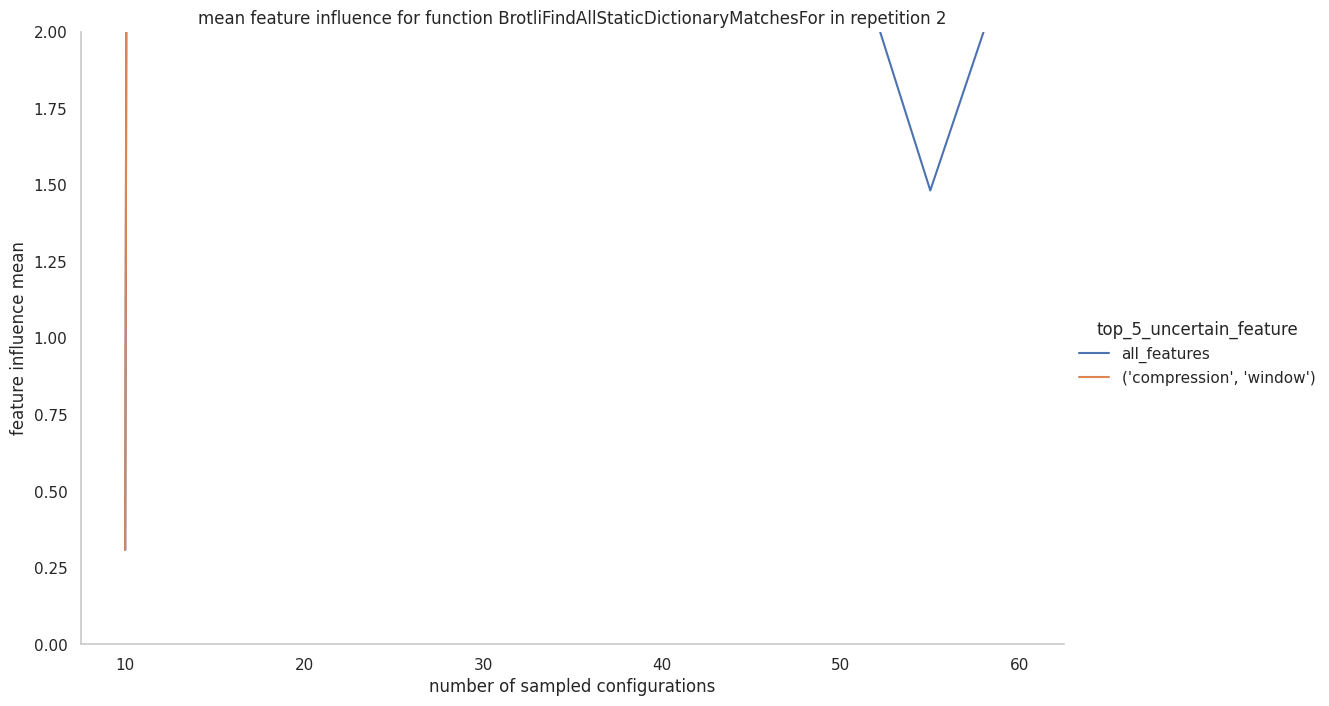 mean feature influence for function BrotliFindAllStaticDictionaryMatchesFor in repetition 2
2.00
1.75
1.50
1.25
1.00
0.75
0.50
0.25
0.00
feature influence mean
10 20 30 40 50 60
number of sampled configurations
top_5_uncertain_feature
all_features
('compression', 'window')